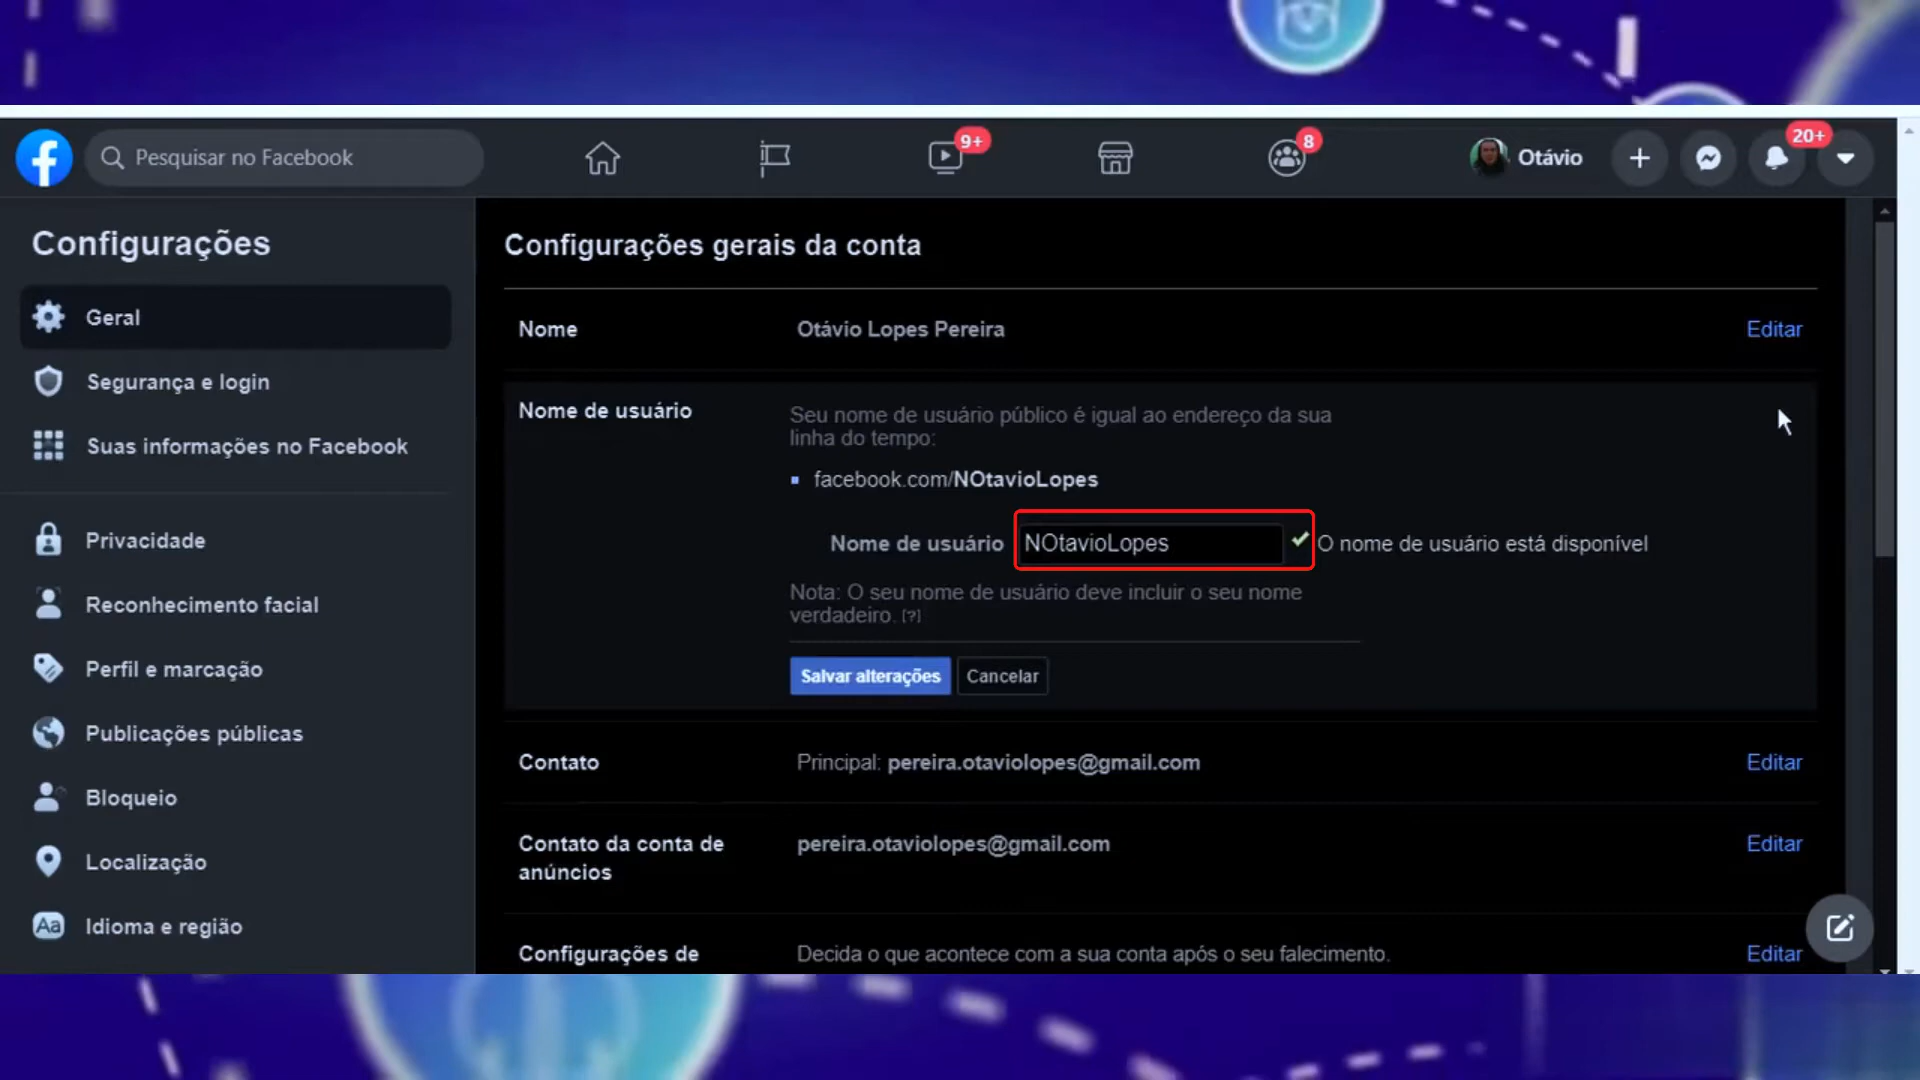 Pesquisar no Facebook
9+
8
Otávio
20+
Configurações
Geral
Segurança e login
Suas informações no Facebook
Privacidade
Reconhecimento facial
Perfil e marcação
Publicações públicas
Bloqueio
Localização
Aa Idioma e região
Configurações gerais da conta
Nome Otávio Lopes Pereira Editar
Nome de usuário
Seu nome de usuário público é igual ao endereço da sua
linha do tempo:
facebook.com/NOtavioLopes
Nome de usuário NOtavioLopes O nome de usuário está disponível
Nota: O seu nome de usuário deve incluir o seu nome
verdadeiro. [?]
Salvar alterações Cancelar
Contato Principal: pereira.otaviolopes@gmail.com Editar
Contato da conta de
anúncios
pereira.otaviolopes@gmail.com Editar
Configurações de Decida o que acontece com a sua conta após o seu falecimento. Editar